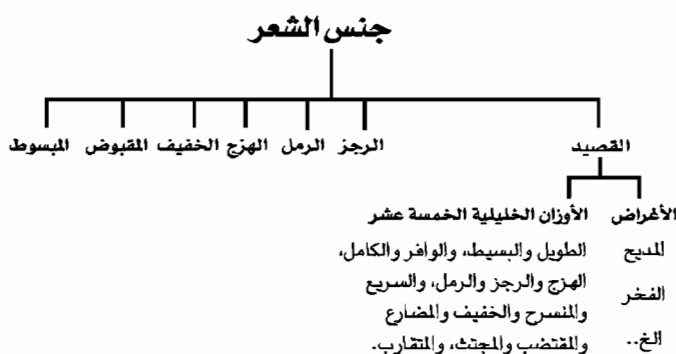 جنس الشعر
القصيد الرجز الرمل الهزج الخفيف المقبوض المبسوط
الأغراض الأوزان الخليلية الخمسة عشر
المديح الطويل والبسيط، والوافر والكامل،
الفخر الهزج والرجز والرمل، والسريع
والمنسرح والخفيف والمضارع
الخ.. والمقتضب والمجتث، والمتقارب.